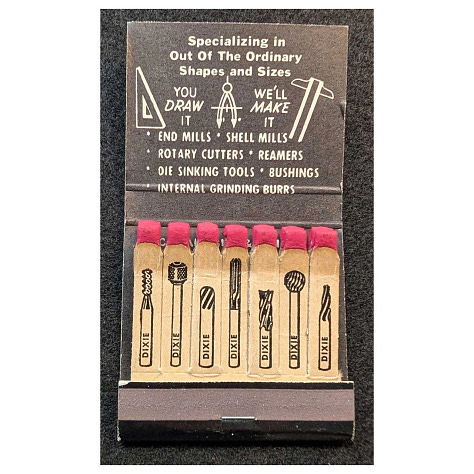 Specializing in
Out Of The Ordinary
Shapes and Sizes
YOU WE'LL
DRAW MAKE
IT IT
• END MILLS • SHELL MILLS
• ROTARY CUTTERS • REAMERS
• DIE SINKING TOOLS • BUSHINGS
• INTERNAL GRINDING BURRS
DIXIE DIXIE DIXIE DIXIE DIXIE DIXIE DIXIE